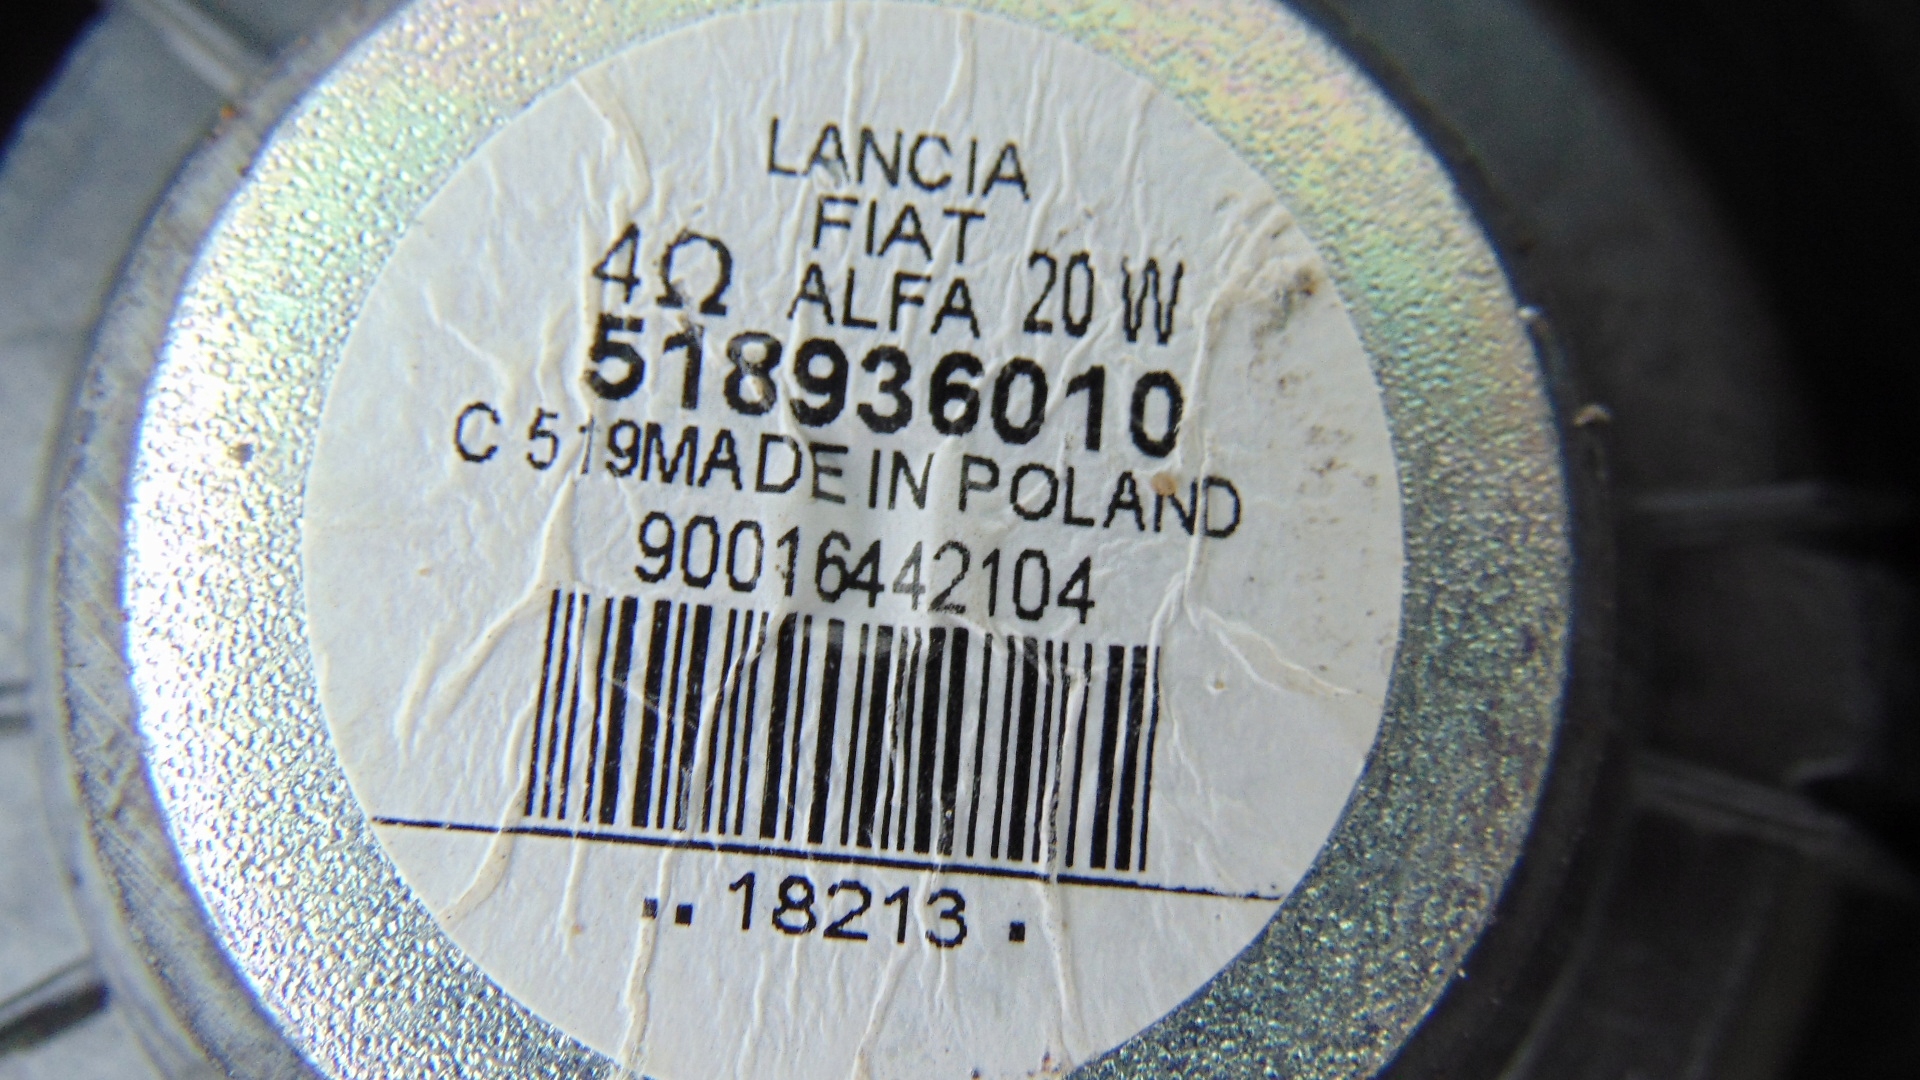 LANCIA
FIAT
4Ω ALFA 20 W
518936010
C 519MADE IN POLAND
90016442104
.. 18213 .